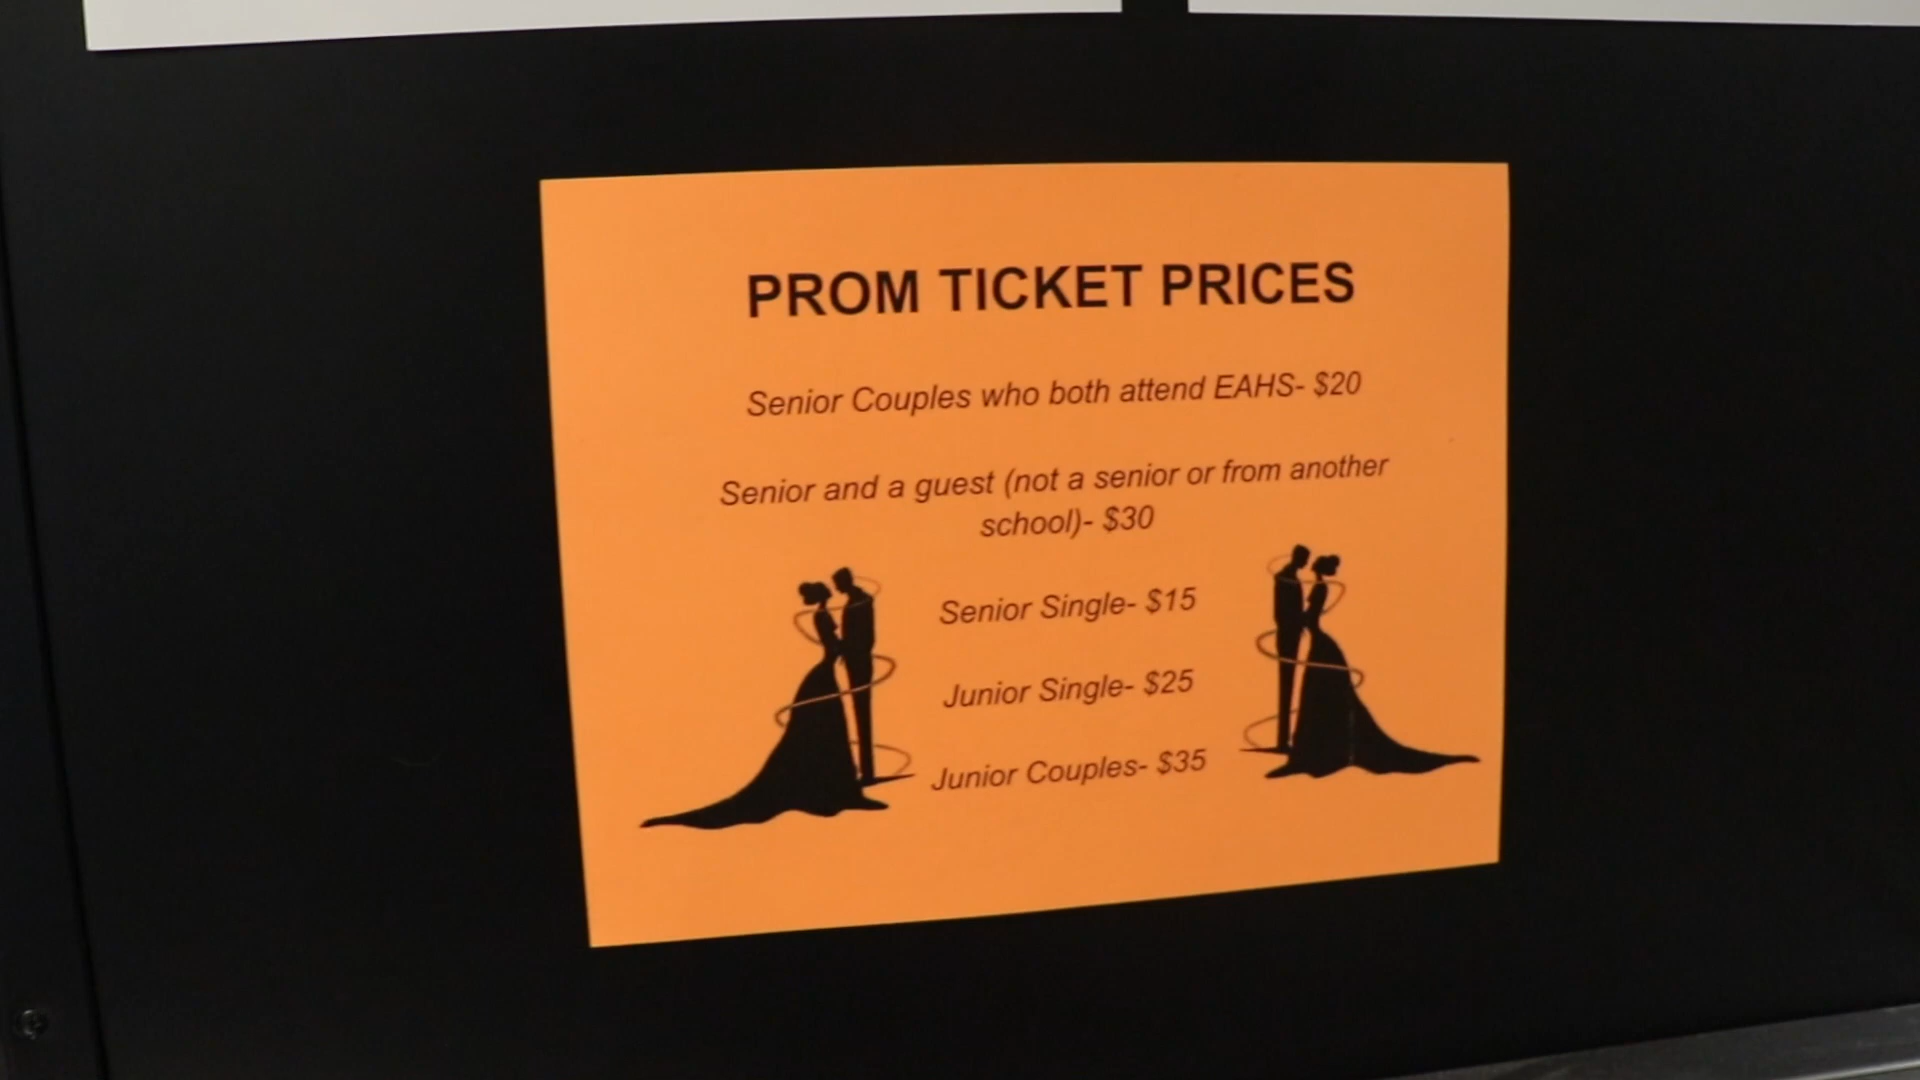 PROM TICKET PRICES
Senior Couples who both attend EAHS- $20
Senior and a guest (not a senior or from another
school)- $30
Senior Single- $15
Junior Single- $25
Junior Couples- $35